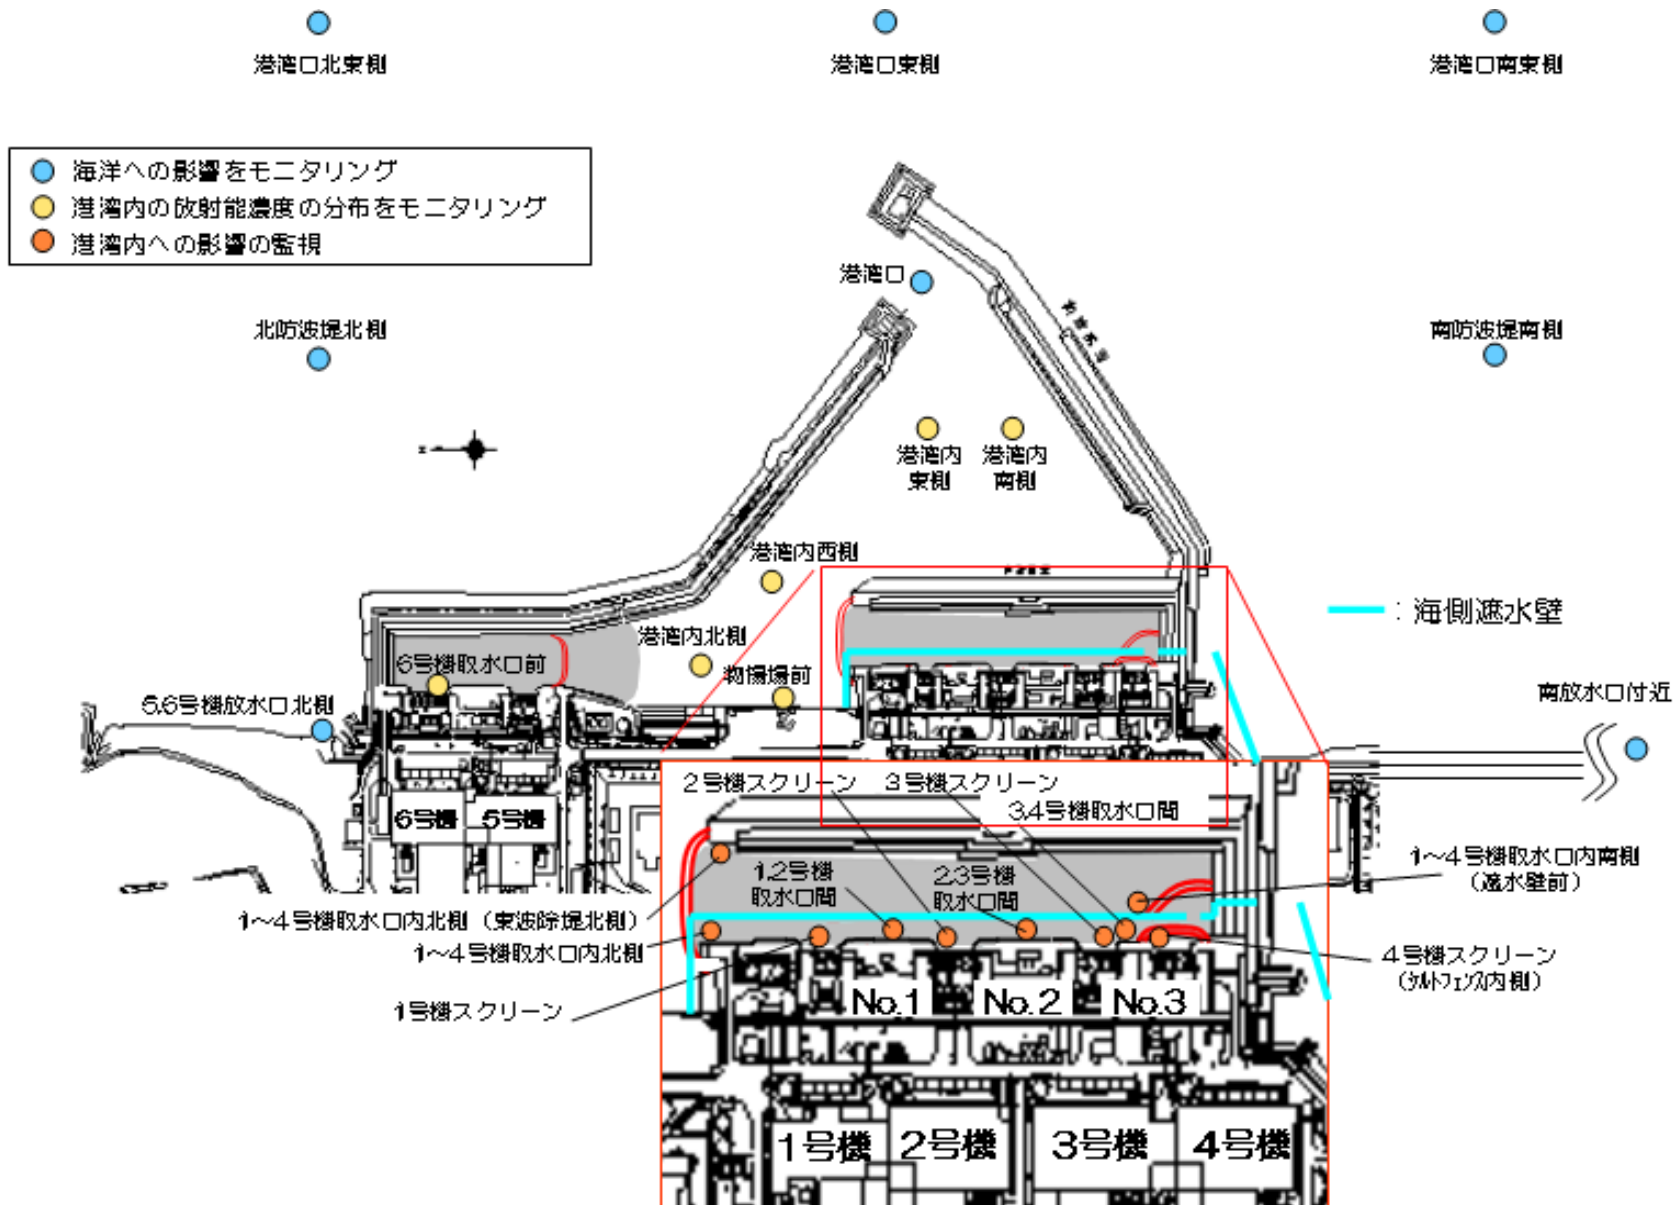 港湾口北東側
港湾口東側
港湾口南東側
海洋への影響をモニタリング
港湾内の放射能濃度の分布をモニタリング
港湾内への影響の監視
港湾口
北防波堤北側
南防波堤南側
港湾内
東側
港湾内
南側
港湾内西側
:海側遮水壁
港湾内北側
6号機取水口前
物揚場前
5,6号機放水口北側
南放水口付近
2号機スクリーン
3号機スクリーン
3,4号機取水口間
6号機
5号機
1,2号機
取水口間
2,3号機
取水口間
1~4号機取水口内南側
(遮水壁前)
1~4号機取水口内北側(東波除堤北側)
1~4号機取水口内北側
4号機スクリーン
(シルトフェンス内側)
1号機スクリーン
No.1
No.2
No.3
1号機
2号機
3号機
4号機